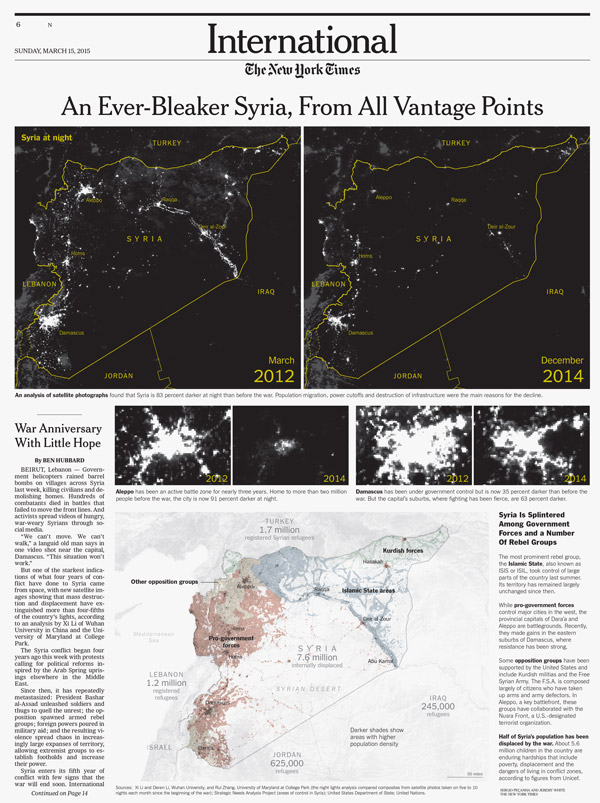 6
N
SUNDAY, MARCH 15, 2015
International
The New York Times
An Ever-Bleaker Syria, From All Vantage Points
Syria at night
TURKEY
Aleppo
Raqqa
Deir al-Zour
SYRIA
Homs
LEBANON
IRAQ
Damascus
JORDAN
March
2012
TURKEY
Aleppo
Raqqa
Deir al-Zour
SYRIA
Homs
LEBANON
IRAQ
Damascus
JORDAN
December
2014
An analysis of satellite photographs found that Syria is 83 percent darker at night than before the war. Population migration, power cutoffs and destruction of infrastructure were the main reasons for the decline.
War Anniversary
With Little Hope
By BEN HUBBARD
BEIRUT, Lebanon — Govern-
ment helicopters rained barrel
bombs on villages across Syria
last week, killing civilians and de-
molishing homes. Hundreds of
combatants died in battles that
failed to move the front lines. And
activists spread videos of hungry,
war-weary Syrians through so-
cial media.
“We can't move. We can't
walk,” a languid old man says in
one video shot near the capital,
Damascus. “This situation won't
work.”
But one of the starkest indica-
tions of what four years of con-
flict have done to Syria came
from space, with new satellite im-
ages showing that mass destruc-
tion and displacement have ex-
tinguished more than four-fifths
of the country's lights, according
to an analysis by Xi Li of Wuhan
University in China and the Uni-
versity of Maryland at College
Park.
The Syria conflict began four
years ago this week with protests
calling for political reforms in-
spired by the Arab Spring upris-
ings elsewhere in the Middle
East.
Since then, it has repeatedly
metastasized: President Bashar
al-Assad unleashed soldiers and
thugs to quell the unrest; the op-
position spawned armed rebel
groups; foreign powers poured in
military aid; and the resulting vi-
olence spread chaos in increas-
ingly large expanses of territory,
allowing extremist groups to es-
tablish footholds and increase
their power.
Syria enters its fifth year of
conflict with few signs that the
war will end soon. International
Continued on Page 14
2012
2014
Aleppo has been an active battle zone for nearly three years. Home to more than two million
people before the war, the city is now 91 percent darker at night.
2012
2014
Damascus has been under government control but is now 35 percent darker than before the
war. But the capital's suburbs, where fighting has been fierce, are 63 percent darker.
TURKEY
1.7 million
registered Syrian refugees
Kurdish forces
Hasakah
Other opposition groups
Aleppo
Raqqa
Islamic State areas
Deir al-Zour
Mediterranean
Sea
Hama
Pro-government
forces
Homs
SYRIA
7.6 million
internally displaced
Abu Kamal
LEBANON
1.2 million
registered
refugees
SYRIAN DESERT
IRAQ
245,000
refugees
ISRAEL
Dara'a
JORDAN
625,000
refugees
Darker shades show
areas with higher
population density
50 miles
Sources: Xi Li and Deren Li, Wuhan University, and Rui Zhang, University of Maryland at College Park (the night lights analysis compared composites from satellite photos taken on five to 10
nights each month since the beginning of the war); Strategic Needs Analysis Project (areas of control in Syria); United States Department of State; United Nations.
Syria Is Splintered
Among Government
Forces and a Number
Of Rebel Groups
The most prominent rebel group,
the Islamic State, also known as
ISIS or ISIL, took control of large
parts of the country last summer.
Its territory has remained largely
unchanged since then.
While pro-government forces
control major cities in the west,
the provincial capitals of Dara'a and
Aleppo are battlegrounds. Recently,
they made gains in the eastern
suburbs of Damascus, where
resistance has been strong.
Some opposition groups have been
supported by the United States and
include Kurdish militias and the Free
Syrian Army. The F.S.A. is composed
largely of citizens who have taken
up arms and army defectors. In
Aleppo, a key battlefront, these
groups have collaborated with the
Nusra Front, a U.S.-designated
terrorist organization.
Half of Syria's population has been
displaced by the war. About 5.6
million children in the country are
enduring hardships that include
poverty, displacement and the
dangers of living in conflict zones,
according to figures from Unicef.
SERGIO PEÇANHA AND JEREMY WHITE
THE NEW YORK TIMES